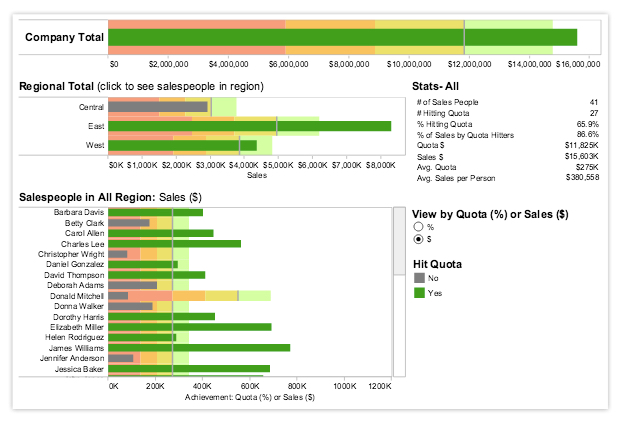 Company Total
$0 $2,000,000 $4,000,000 $6,000,000 $8,000,000 $10,000,000 $12,000,000 $14,000,000 $16,000,000
Regional Total (click to see salespeople in region)
Central
East
West
$0K $1,000K $2,000K $3,000K $4,000K $5,000K $6,000K $7,000K $8,000K
Sales
Stats- All
# of Sales People 41
# Hitting Quota 27
% Hitting Quota 65.9%
% of Sales by Quota Hitters 86.6%
Quota $ $11,825K
Sales $ $15,603K
Avg. Quota $275K
Avg. Sales per Person $380,558
Salespeople in All Region: Sales ($)
Barbara Davis
Betty Clark
Carol Allen
Charles Lee
Christopher Wright
Daniel Gonzalez
David Thompson
Deborah Adams
Donald Mitchell
Donna Walker
Dorothy Harris
Elizabeth Miller
Helen Rodriguez
James Williams
Jennifer Anderson
Jessica Baker
0K 200K 400K 600K 800K 1000K 1200K
Achievement: Quota (%) or Sales ($)
View by Quota (%) or Sales ($)
%
$
Hit Quota
No
Yes